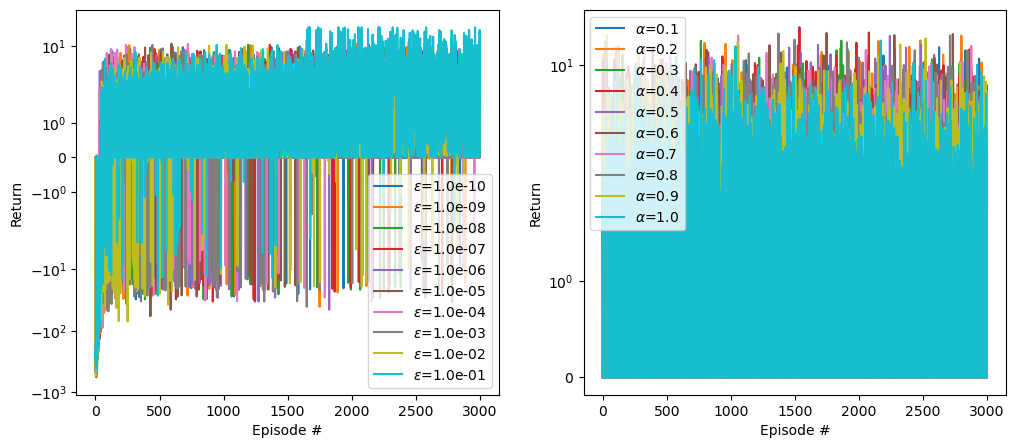 10¹
10⁰
0
−10⁰
−10¹
−10²
−10³
Return
0
500
1000
1500
2000
2500
3000
Episode #
ε=1.0e-10
ε=1.0e-09
ε=1.0e-08
ε=1.0e-07
ε=1.0e-06
ε=1.0e-05
ε=1.0e-04
ε=1.0e-03
ε=1.0e-02
ε=1.0e-01
10¹
10⁰
0
Return
0
500
1000
1500
2000
2500
3000
Episode #
α=0.1
α=0.2
α=0.3
α=0.4
α=0.5
α=0.6
α=0.7
α=0.8
α=0.9
α=1.0